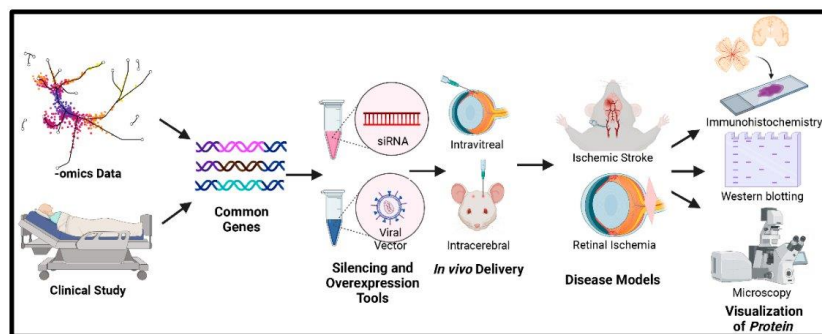 -omics Data
Clinical Study
Common
Genes
siRNA
Viral
Vector
Silencing and
Overexpression
Tools
Intravitreal
Intracerebral
In vivo Delivery
Ischemic Stroke
Retinal Ischemia
Disease Models
Immunohistochemistry
Western blotting
Microscopy
Visualization
of Protein